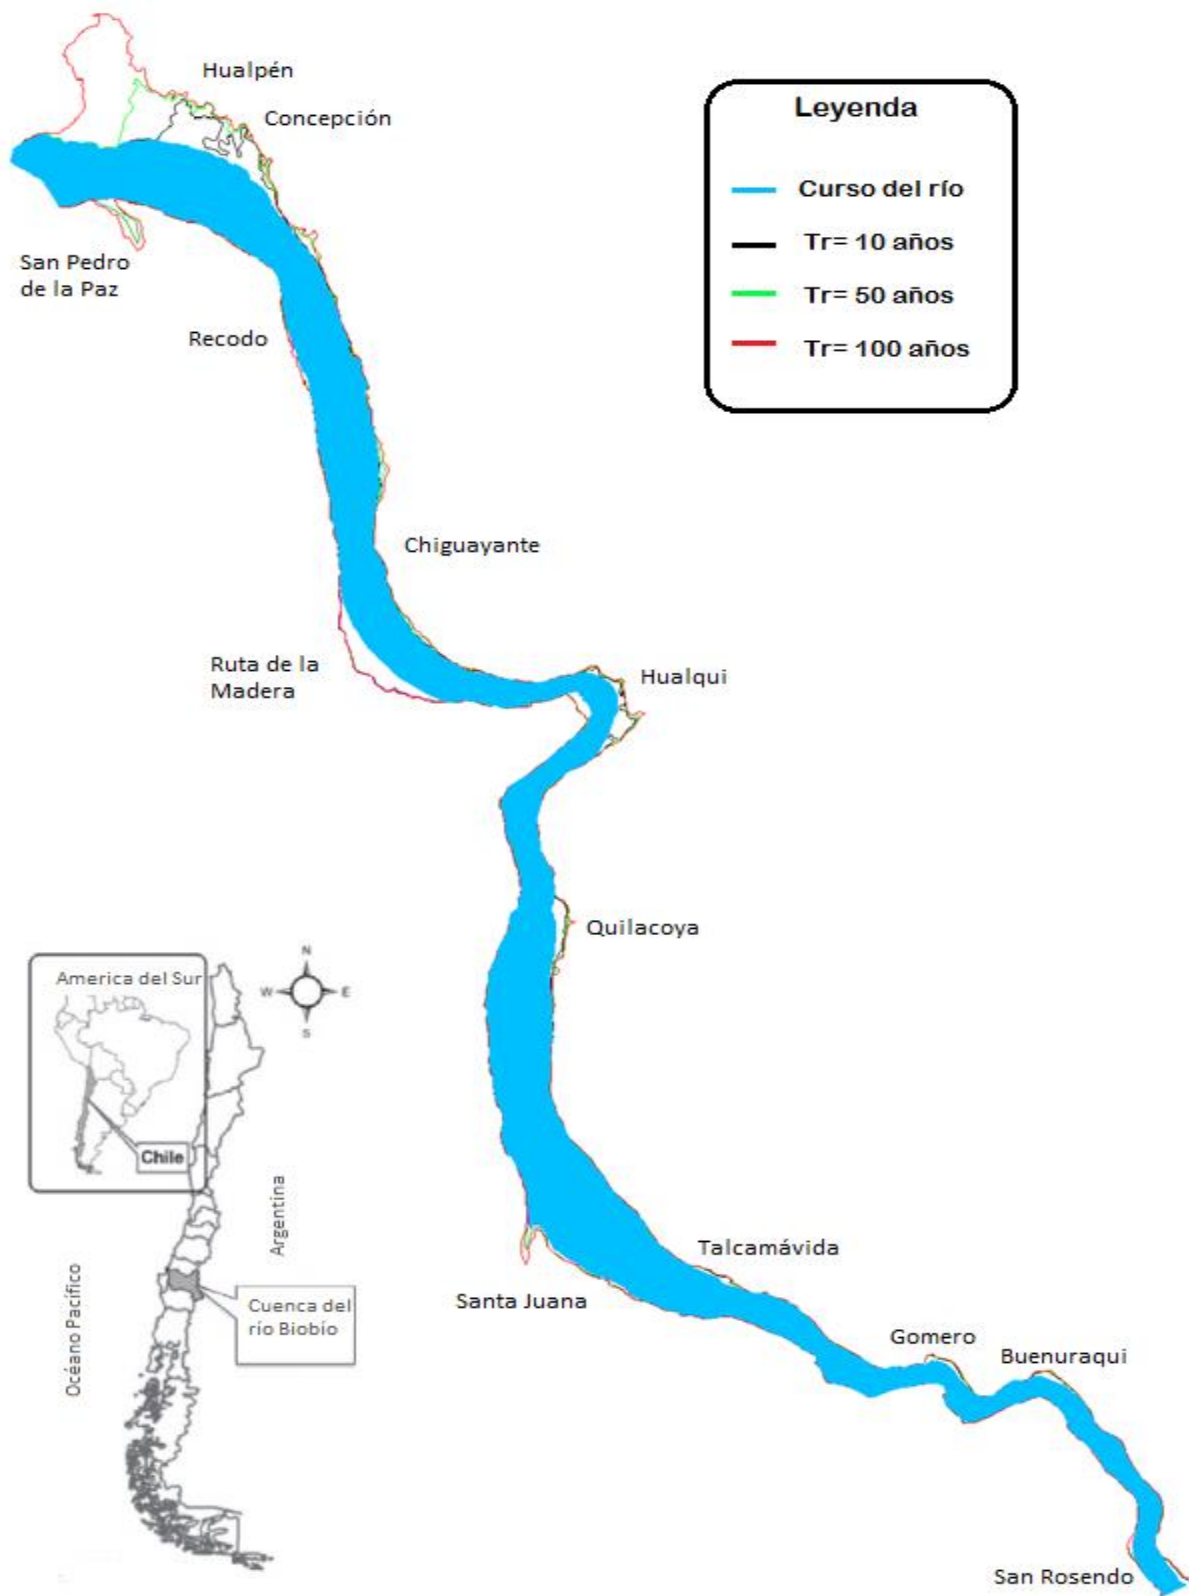 Hualpén
Concepción
San Pedro
de la Paz
Recodo
Chiguayante
Ruta de la
Madera
Hualqui
Quilacoya
Talcamávida
Santa Juana
Gomero
Buenuraqui
San Rosendo
Leyenda
Curso del río
Tr= 10 años
Tr= 50 años
Tr= 100 años
America del Sur
Chile
N
W
E
S
Argentina
Océano Pacífico
Cuenca del
río Biobío